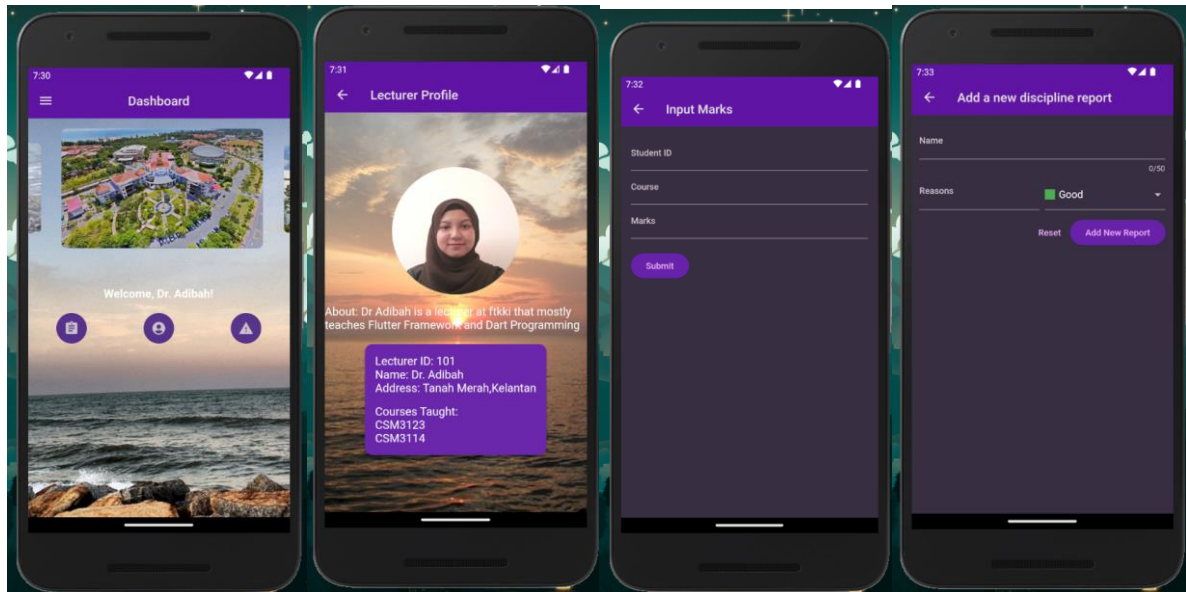 7:30
Dashboard
Welcome, Dr. Adibah!
7:31
Lecturer Profile
About: Dr Adibah is a lecturer at ftkki that mostly
teaches Flutter Framework and Dart Programming
Lecturer ID: 101
Name: Dr. Adibah
Address: Tanah Merah,Kelantan
Courses Taught:
CSM3123
CSM3114
7:32
Input Marks
Student ID
Course
Marks
Submit
7:33
Add a new discipline report
Name
0/50
Reasons
Good
Reset
Add New Report